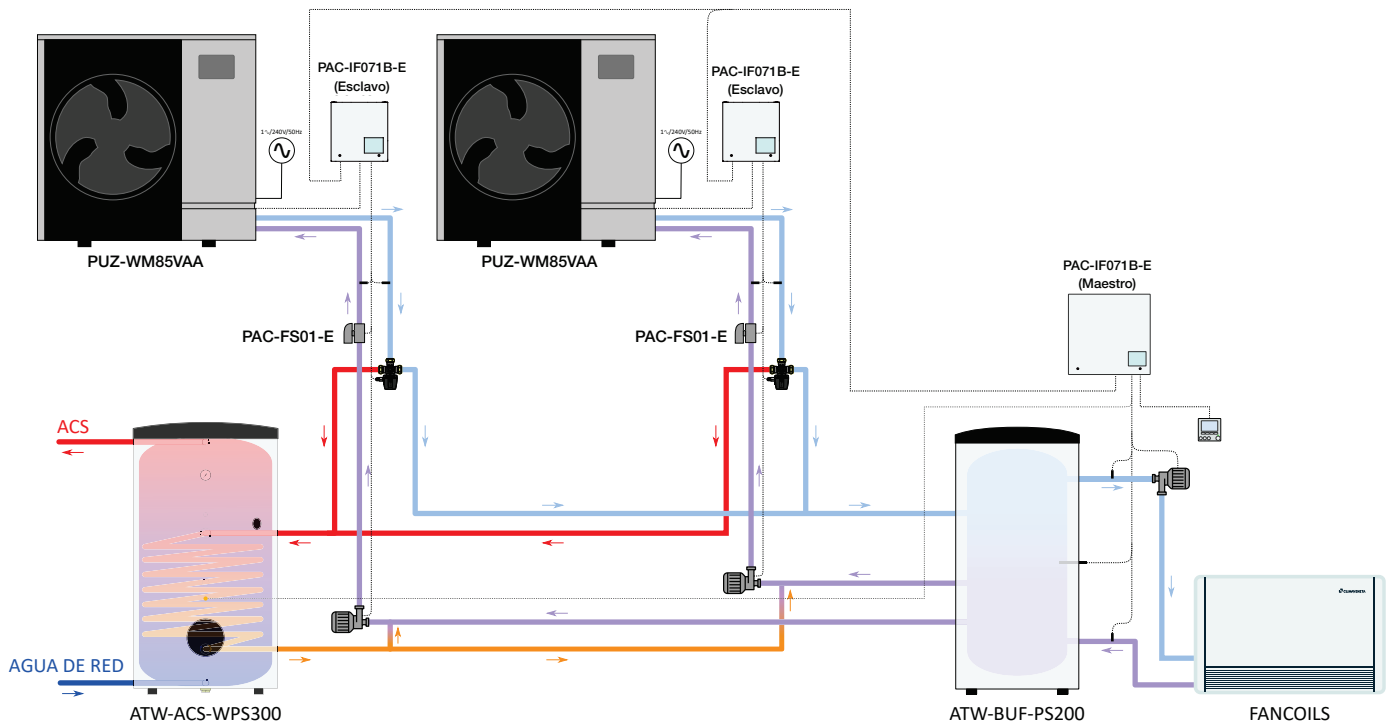 PAC-IF071B-E
(Esclavo)
PAC-IF071B-E
(Esclavo)
1~/240V/50Hz
1~/240V/50Hz
PUZ-WM85VAA
PUZ-WM85VAA
PAC-IF071B-E
(Maestro)
PAC-FS01-E
PAC-FS01-E
ACS
CLIMAVENETA
AGUA DE RED
ATW-ACS-WPS300
ATW-BUF-PS200
FANCOILS